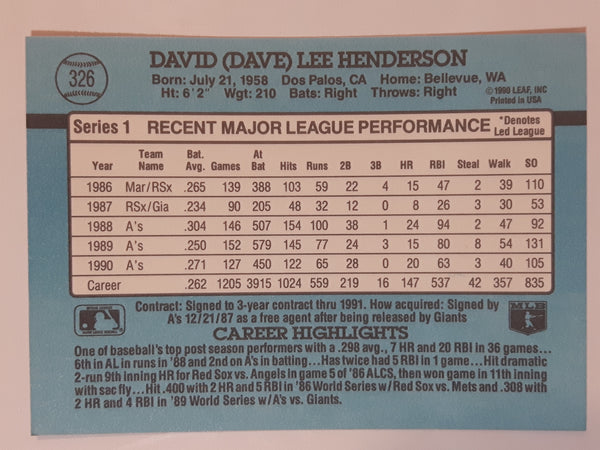 326
DAVID (DAVE) LEE HENDERSON
Born: July 21, 1958 Dos Palos, CA Home: Bellevue, WA
Ht: 6'2" Wgt: 210 Bats: Right Throws: Right
©1990 LEAF, INC
Printed in USA
Series 1 RECENT MAJOR LEAGUE PERFORMANCE *Denotes Led League
Year Team Name Bat. Avg. Games At Bat Hits Runs 2B 3B HR RBI Steal Walk SO
1986 Mar/RSx .265 139 388 103 59 22 4 15 47 2 39 110
1987 RSx/Gia .234 90 205 48 32 12 0 8 26 3 30 53
1988 A's .304 146 507 154 100 38 1 24 94 2 47 92
1989 A's .250 152 579 145 77 24 3 15 80 8 54 131
1990 A's .271 127 450 122 65 28 0 20 63 3 40 105
Career .262 1205 3915 1024 559 219 16 147 537 42 357 835
Contract: Signed to 3-year contract thru 1991. How acquired: Signed by
A's 12/21/87 as a free agent after being released by Giants
MLB
CAREER HIGHLIGHTS
One of baseball's top post season performers with a .298 avg., 7 HR and 20 RBI in 36 games...
6th in AL in runs in '88 and 2nd on A's in batting...Has twice had 5 RBI in 1 game...Hit dramatic
2-run 9th inning HR for Red Sox vs. Angels in game 5 of '86 ALCS, then won game in 11th inning
with sac fly...Hit .400 with 2 HR and 5 RBI in '86 World Series w/Red Sox vs. Mets and .308 with
2 HR and 4 RBI in '89 World Series w/A's vs. Giants.